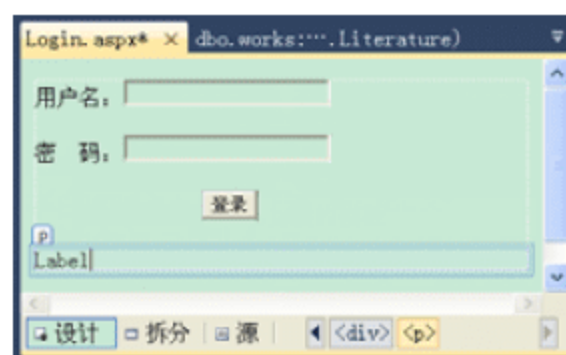 Login.aspx* × dbo.works:....Literature)
用户名：
密 码：
登录
p
Label
设计 拆分 源 <div> <p>